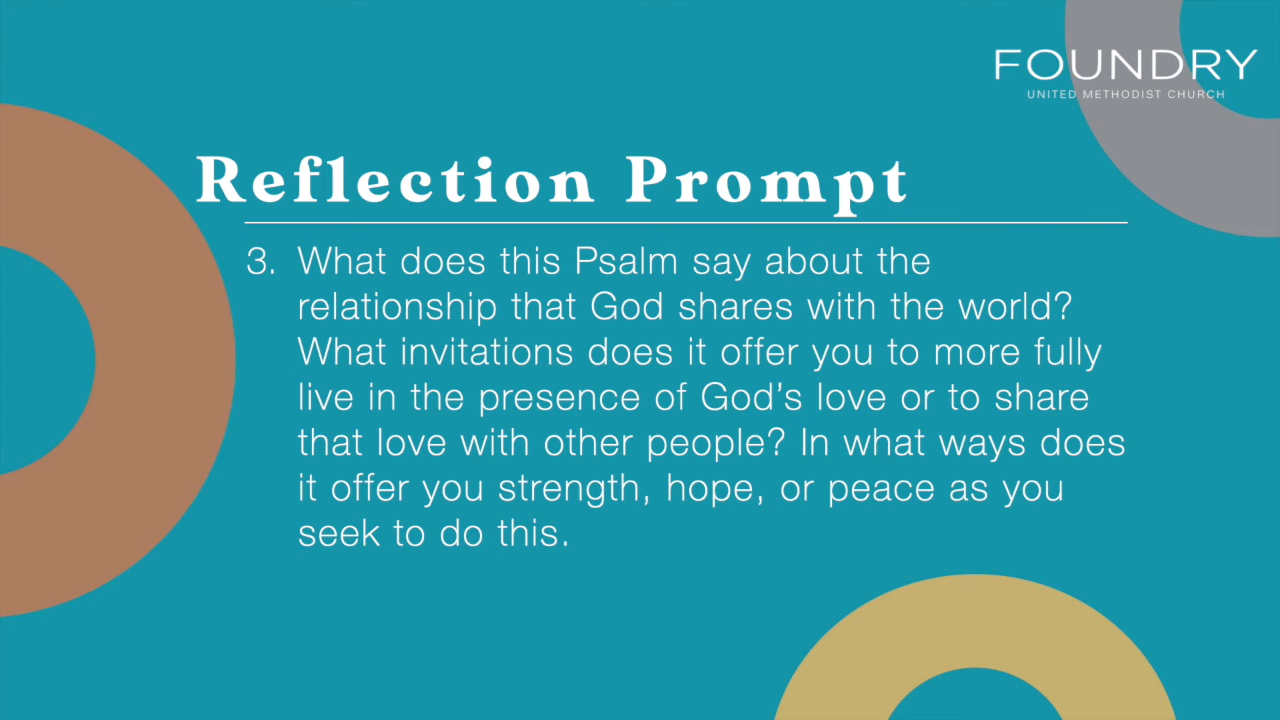 FOUNDRY
UNITED METHODIST CHURCH
Reflection Prompt
3. What does this Psalm say about the
relationship that God shares with the world?
What invitations does it offer you to more fully
live in the presence of God’s love or to share
that love with other people? In what ways does
it offer you strength, hope, or peace as you
seek to do this.